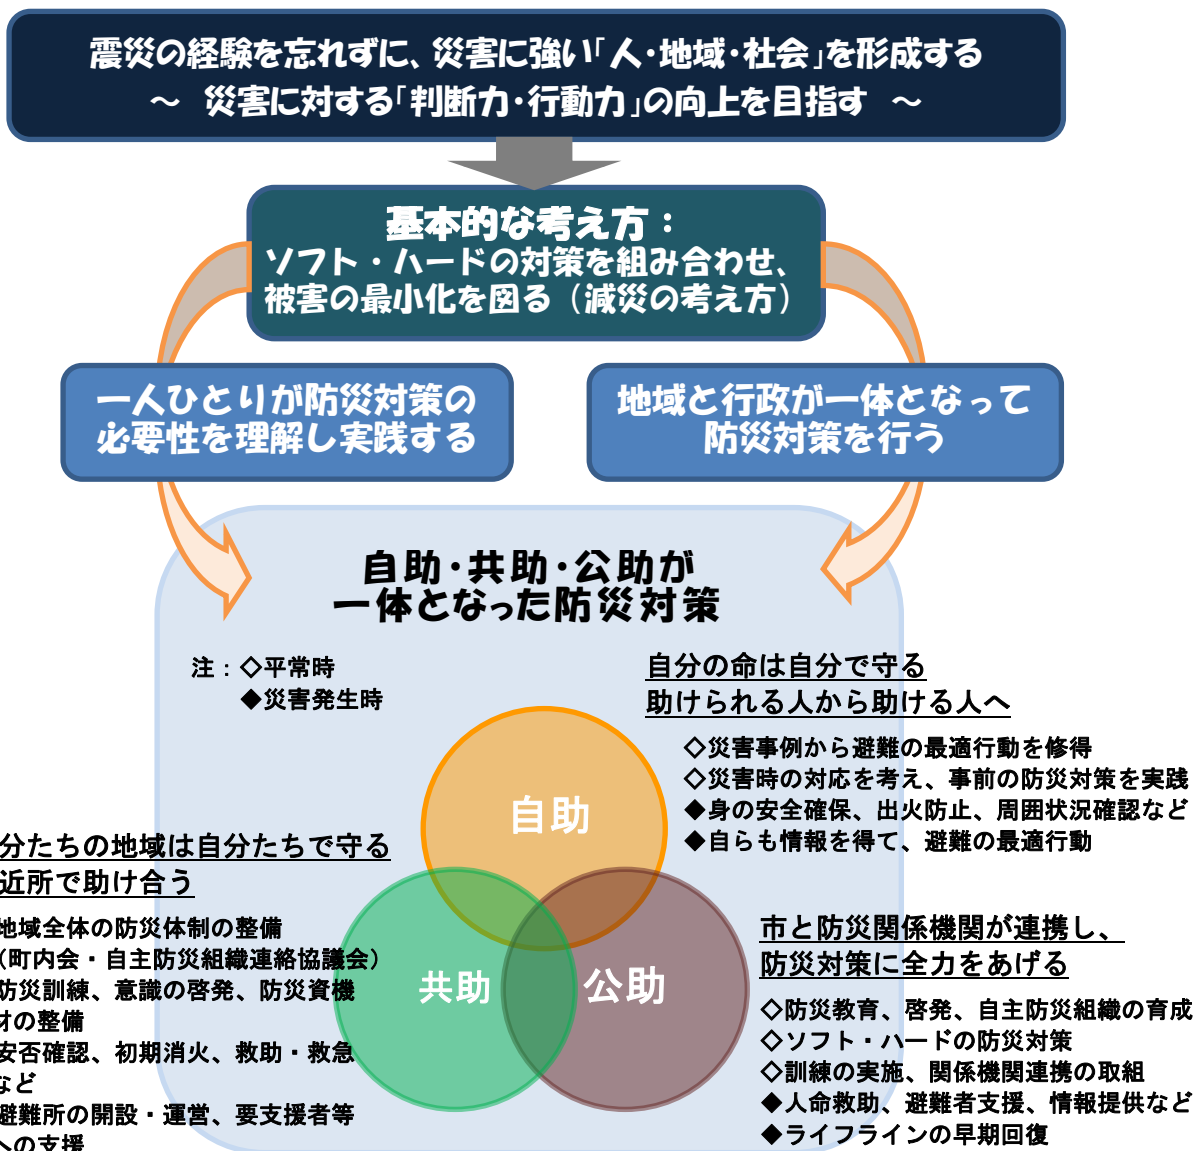 震災の経験を忘れずに、災害に強い「人・地域・社会」を形成する
～ 災害に対する「判断力・行動力」の向上を目指す ～
基本的な考え方：
ソフト・ハードの対策を組み合わせ、
被害の最小化を図る（減災の考え方）
一人ひとりが防災対策の
必要性を理解し実践する
地域と行政が一体となって
防災対策を行う
自助・共助・公助が
一体となった防災対策
注：◇平常時
◆災害発生時
自分の命は自分で守る
助けられる人から助ける人へ
◇災害事例から避難の最適行動を修得
◇災害時の対応を考え、事前の防災対策を実践
◆身の安全確保、出火防止、周囲状況確認など
◆自らも情報を得て、避難の最適行動
自助
分たちの地域は自分たちで守る
近所で助け合う
地域全体の防災体制の整備
（町内会・自主防災組織連絡協議会）
防災訓練、意識の啓発、防災資機
材の整備
安否確認、初期消火、救助・救急
など
避難所の開設・運営、要支援者等
への支援
共助
公助
市と防災関係機関が連携し、
防災対策に全力をあげる
◇防災教育、啓発、自主防災組織の育成
◇ソフト・ハードの防災対策
◇訓練の実施、関係機関連携の取組
◆人命救助、避難者支援、情報提供など
◆ライフラインの早期回復